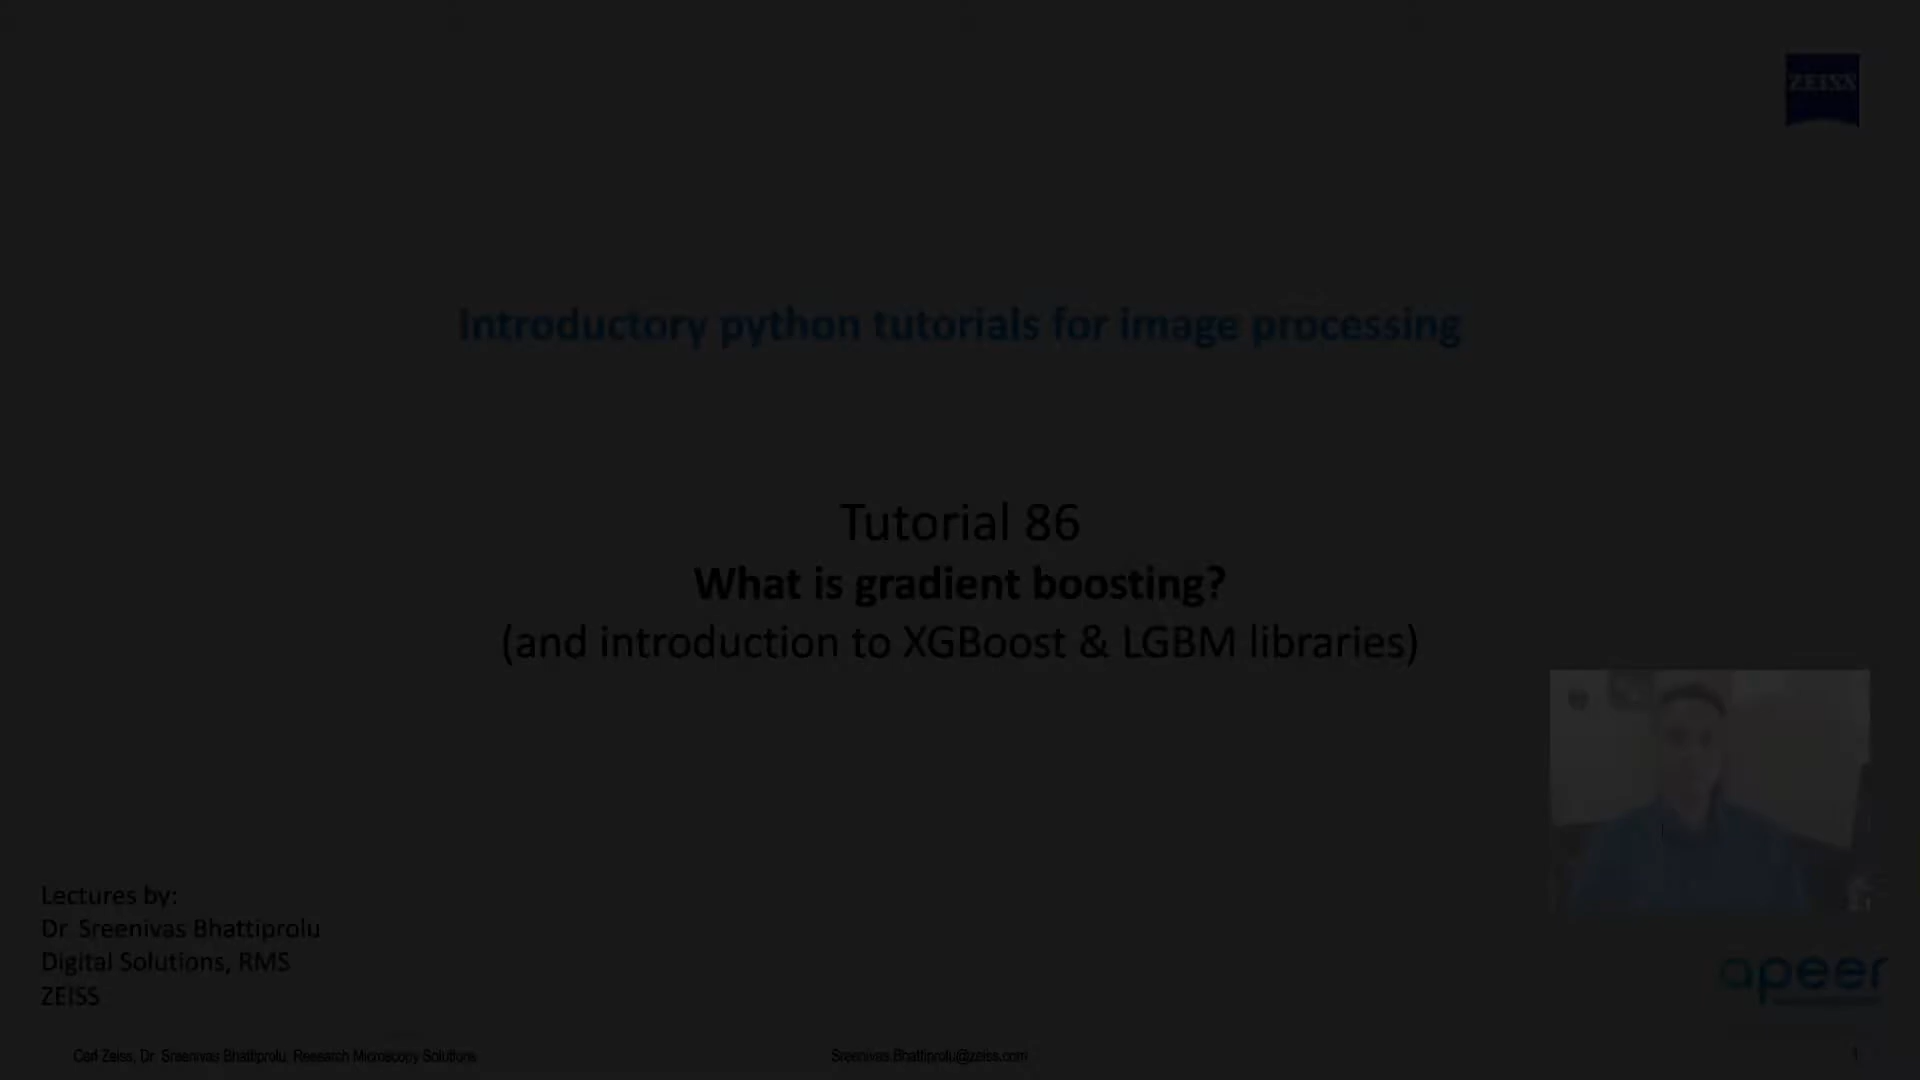 ZEISS
Introductory python tutorials for image processing
Tutorial 86
What is gradient boosting?
(and introduction to XGBoost & LGBM libraries)
Lectures by:
Dr. Sreenivas Bhattiprolu
Digital Solutions, RMS
ZEISS
apeer
Carl Zeiss, Dr. Sreenivas Bhattiprolu, Research Microscopy Solutions
Sreenivas.Bhattiprolu@zeiss.com
1